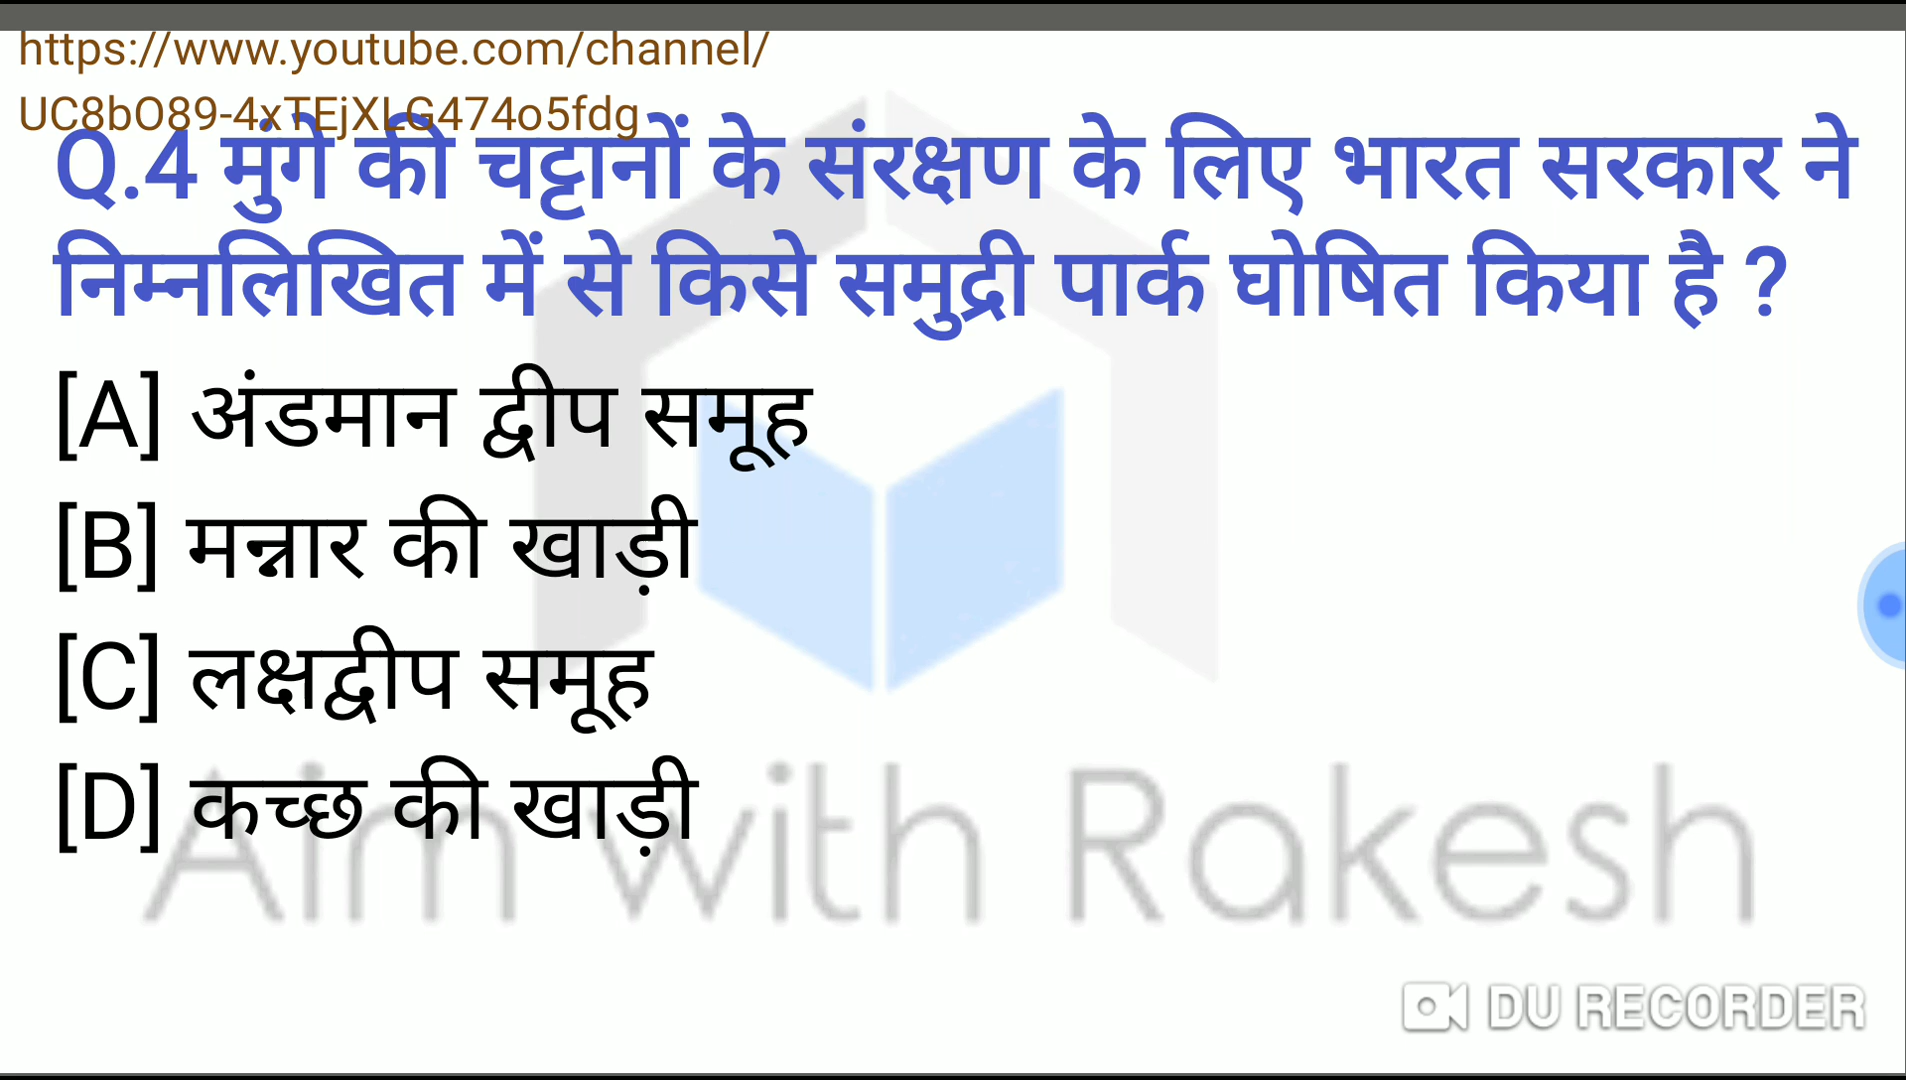 https://www.youtube.com/channel/
UC8bO89-4xTEjXLG474o5fdg
Q.4 मुंगे की चट्टानों के संरक्षण के लिए भारत सरकार ने
निम्नलिखित में से किसे समुद्री पार्क घोषित किया है ?
[A] अंडमान द्वीप समूह
[B] मन्नार की खाड़ी
[C] लक्षद्वीप समूह
[D] कच्छ की खाड़ी
Aim with Rakesh
DU RECORDER